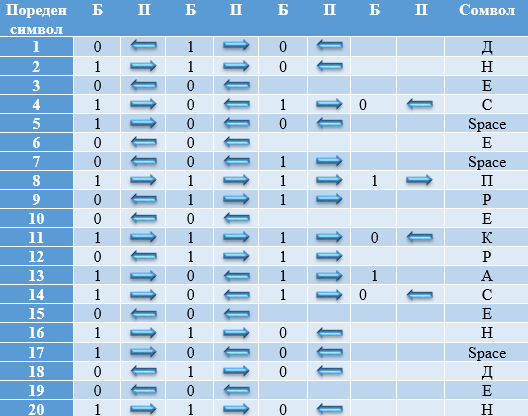 Пореден символ Б П Б П Б П Б П Сомвол
1 0 1 0 Д
2 1 1 0 Н
3 0 0 Е
4 1 0 1 0 С
5 1 0 0 Space
6 0 0 Е
7 0 0 1 Space
8 1 1 1 1 П
9 0 1 1 Р
10 0 0 Е
11 1 1 1 0 К
12 0 1 1 Р
13 1 0 1 1 А
14 1 0 1 0 С
15 0 0 Е
16 1 1 0 Н
17 1 0 0 Space
18 0 1 0 Д
19 0 0 Е
20 1 1 0 Н